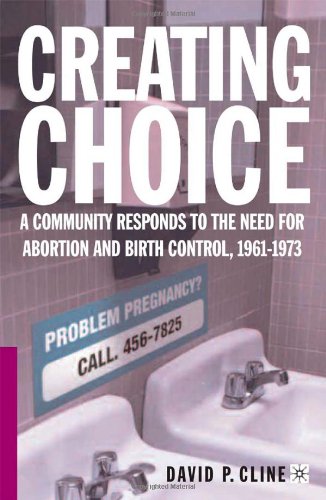 CREATING
CHOICE
A COMMUNITY RESPONDS TO THE NEED FOR
ABORTION AND BIRTH CONTROL, 1961-1973
PROBLEM PREGNANCY?
CALL. 456-7825
DAVID P. CLINE